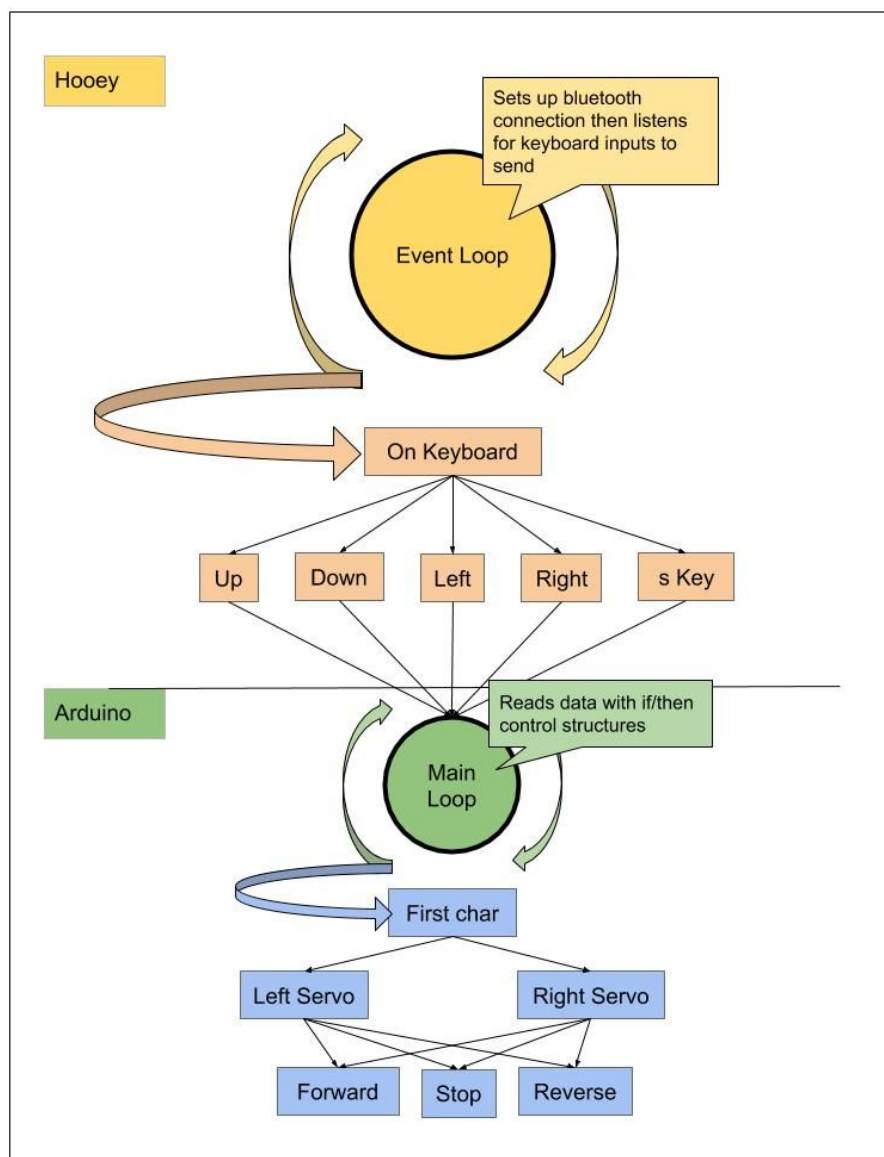 Hooey
Sets up bluetooth
connection then listens
for keyboard inputs to
send
Event Loop
On Keyboard
Up
Down
Left
Right
s Key
Arduino
Reads data with if/then
control structures
Main
Loop
First char
Left Servo
Right Servo
Forward
Stop
Reverse